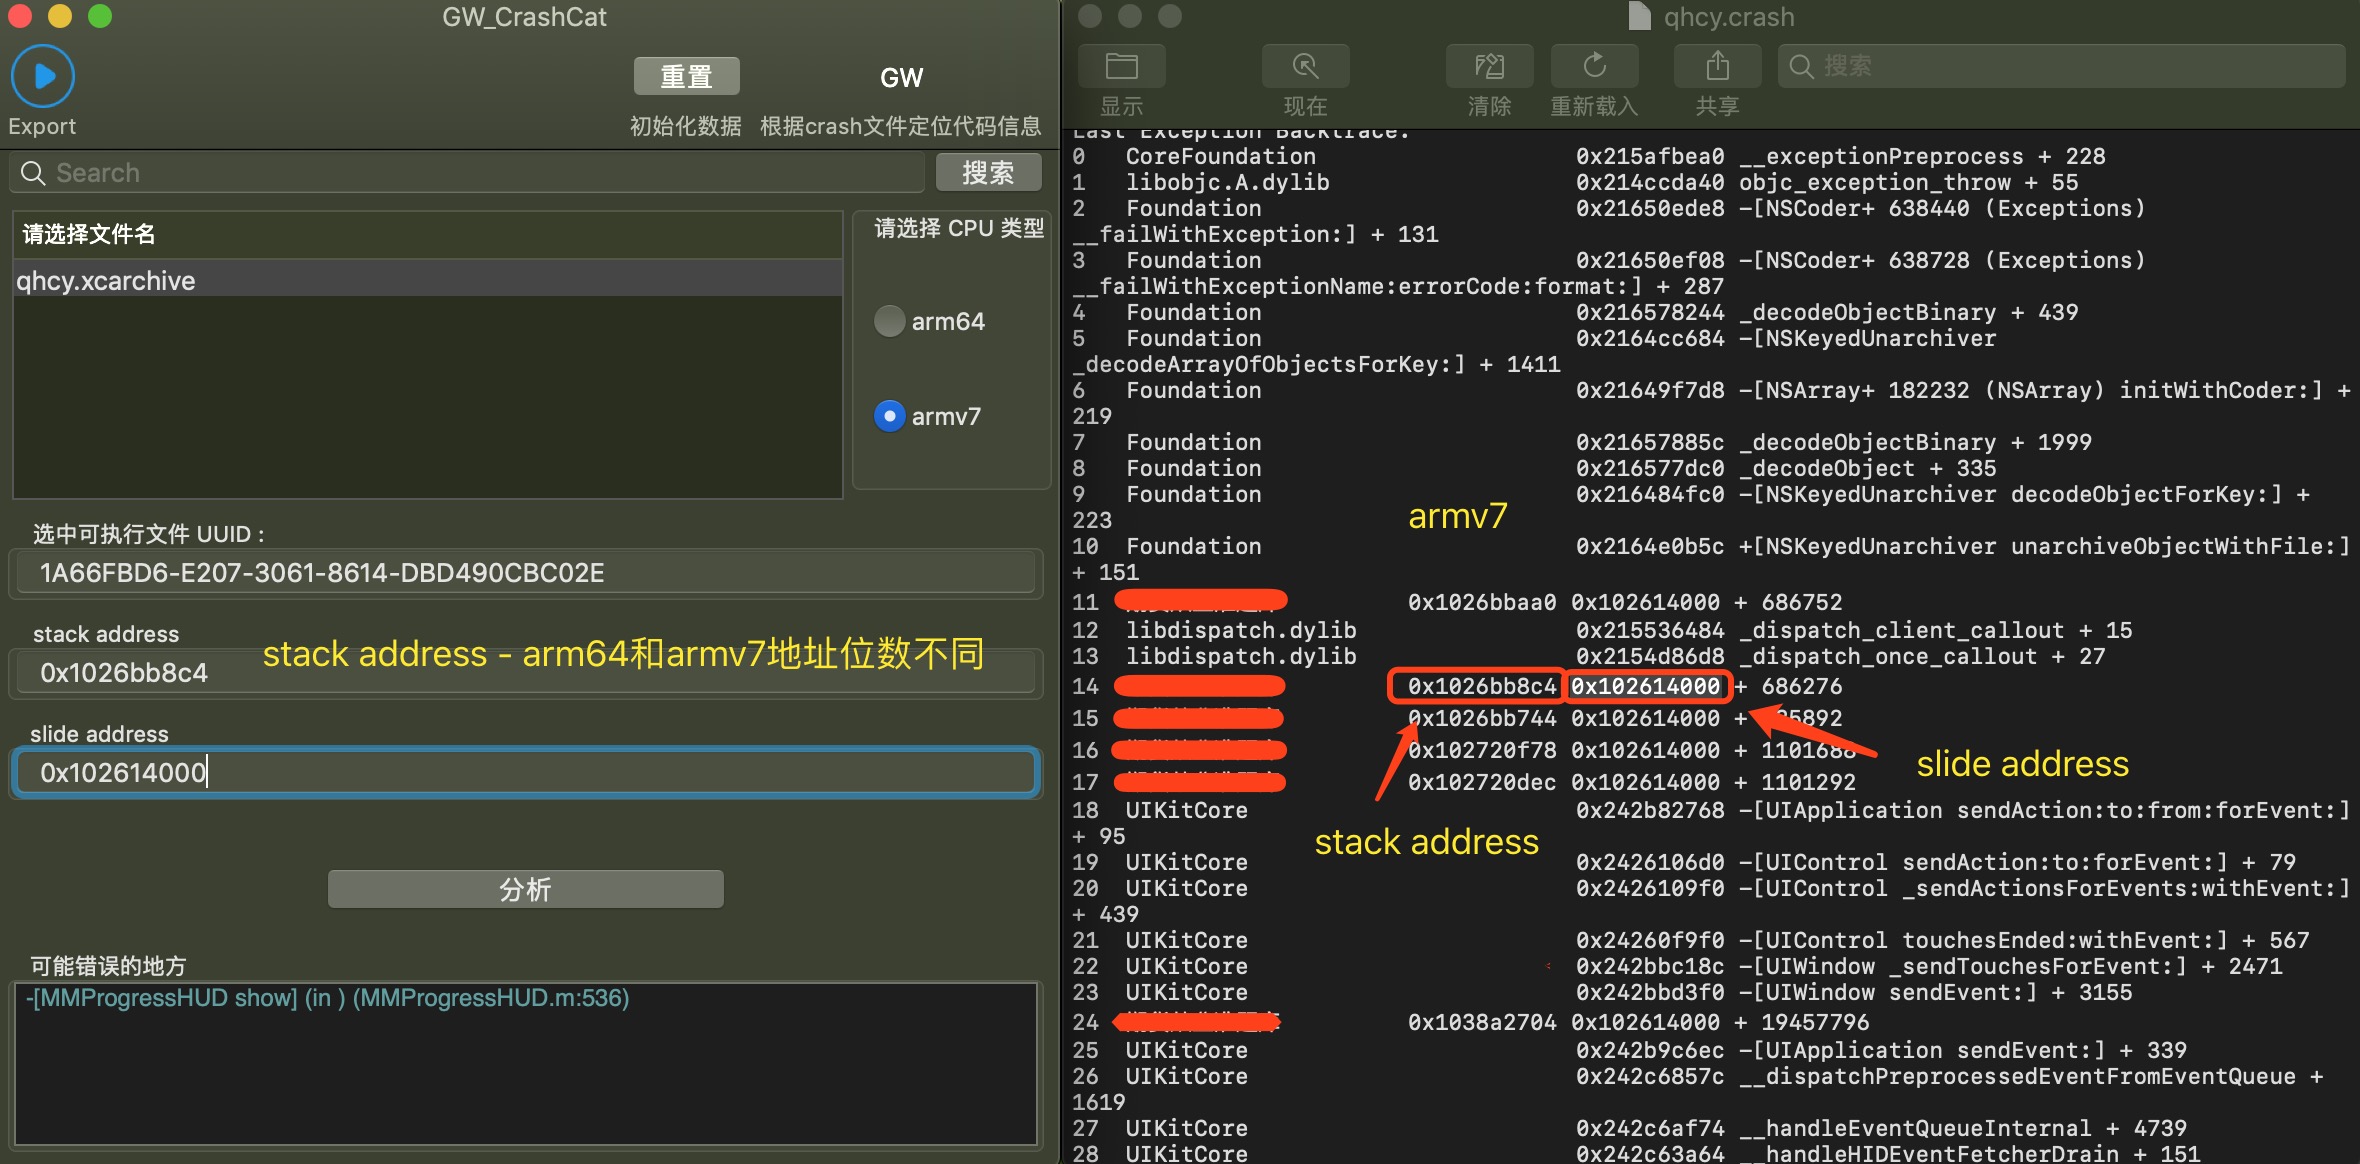 GW_CrashCat
Export
重置
初始化数据
GW
根据crash文件定位代码信息
Search
搜索
请选择文件名
qhcy.xcarchive
请选择 CPU 类型
arm64
armv7
选中可执行文件 UUID :
1A66FBD6-E207-3061-8614-DBD490CBC02E
stack address
stack address - arm64和armv7地址位数不同
0x1026bb8c4
slide address
0x102614000
分析
可能错误的地方
-[MMProgressHUD show] (in ) (MMProgressHUD.m:536)
qhcy.crash
显示
现在
清除
重新载入
共享
搜索
Last Exception Backtrace:
0 CoreFoundation 0x215afbea0 __exceptionPreprocess + 228
1 libobjc.A.dylib 0x214ccda40 objc_exception_throw + 55
2 Foundation 0x21650ede8 -[NSCoder+ 638440 (Exceptions)
__failWithException:] + 131
3 Foundation 0x21650ef08 -[NSCoder+ 638728 (Exceptions)
__failWithExceptionName:errorCode:format:] + 287
4 Foundation 0x216578244 _decodeObjectBinary + 439
5 Foundation 0x2164cc684 -[NSKeyedUnarchiver
_decodeArrayOfObjectsForKey:] + 1411
6 Foundation 0x21649f7d8 -[NSArray+ 182232 (NSArray) initWithCoder:] +
219
7 Foundation 0x21657885c _decodeObjectBinary + 1999
8 Foundation 0x216577dc0 _decodeObject + 335
9 Foundation 0x216484fc0 -[NSKeyedUnarchiver decodeObjectForKey:] +
223
armv7
10 Foundation 0x2164e0b5c +[NSKeyedUnarchiver unarchiveObjectWithFile:]
+ 151
11 0x1026bbaa0 0x102614000 + 686752
12 libdispatch.dylib 0x215536484 _dispatch_client_callout + 15
13 libdispatch.dylib 0x2154d86d8 _dispatch_once_callout + 27
14 0x1026bb8c4 0x102614000 + 686276
15 0x1026bb744 0x102614000 + 5892
16 0x102720f78 0x102614000 + 1101688
17 0x102720dec 0x102614000 + 1101292
slide address
18 UIKitCore 0x242b82768 -[UIApplication sendAction:to:from:forEvent:]
+ 95
stack address
19 UIKitCore 0x2426106d0 -[UIControl sendAction:to:forEvent:] + 79
20 UIKitCore 0x2426109f0 -[UIControl _sendActionsForEvents:withEvent:]
+ 439
21 UIKitCore 0x24260f9f0 -[UIControl touchesEnded:withEvent:] + 567
22 UIKitCore 0x242bbc18c -[UIWindow _sendTouchesForEvent:] + 2471
23 UIKitCore 0x242bbd3f0 -[UIWindow sendEvent:] + 3155
24 0x1038a2704 0x102614000 + 19457796
25 UIKitCore 0x242b9c6ec -[UIApplication sendEvent:] + 339
26 UIKitCore 0x242c6857c __dispatchPreprocessedEventFromEventQueue +
1619
27 UIKitCore 0x242c6af74 __handleEventQueueInternal + 4739
28 UIKitCore 0x242c63a64 __handleHIDEventFetcherDrain + 151